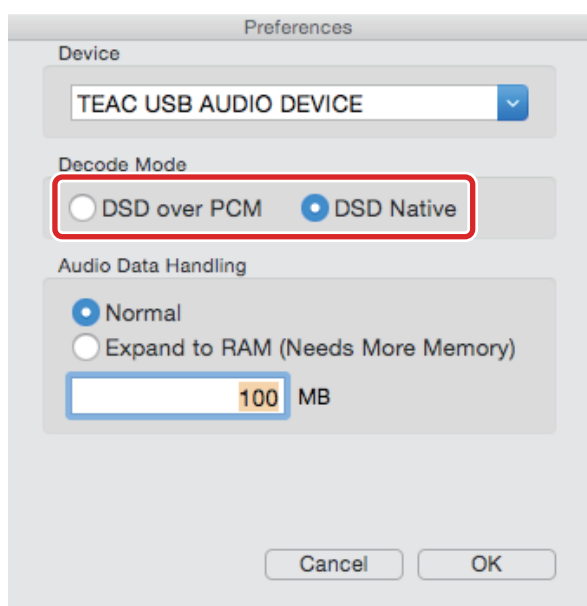 Preferences
Device
TEAC USB AUDIO DEVICE
Decode Mode
DSD over PCM DSD Native
Audio Data Handling
Normal
Expand to RAM (Needs More Memory)
100 MB
Cancel OK